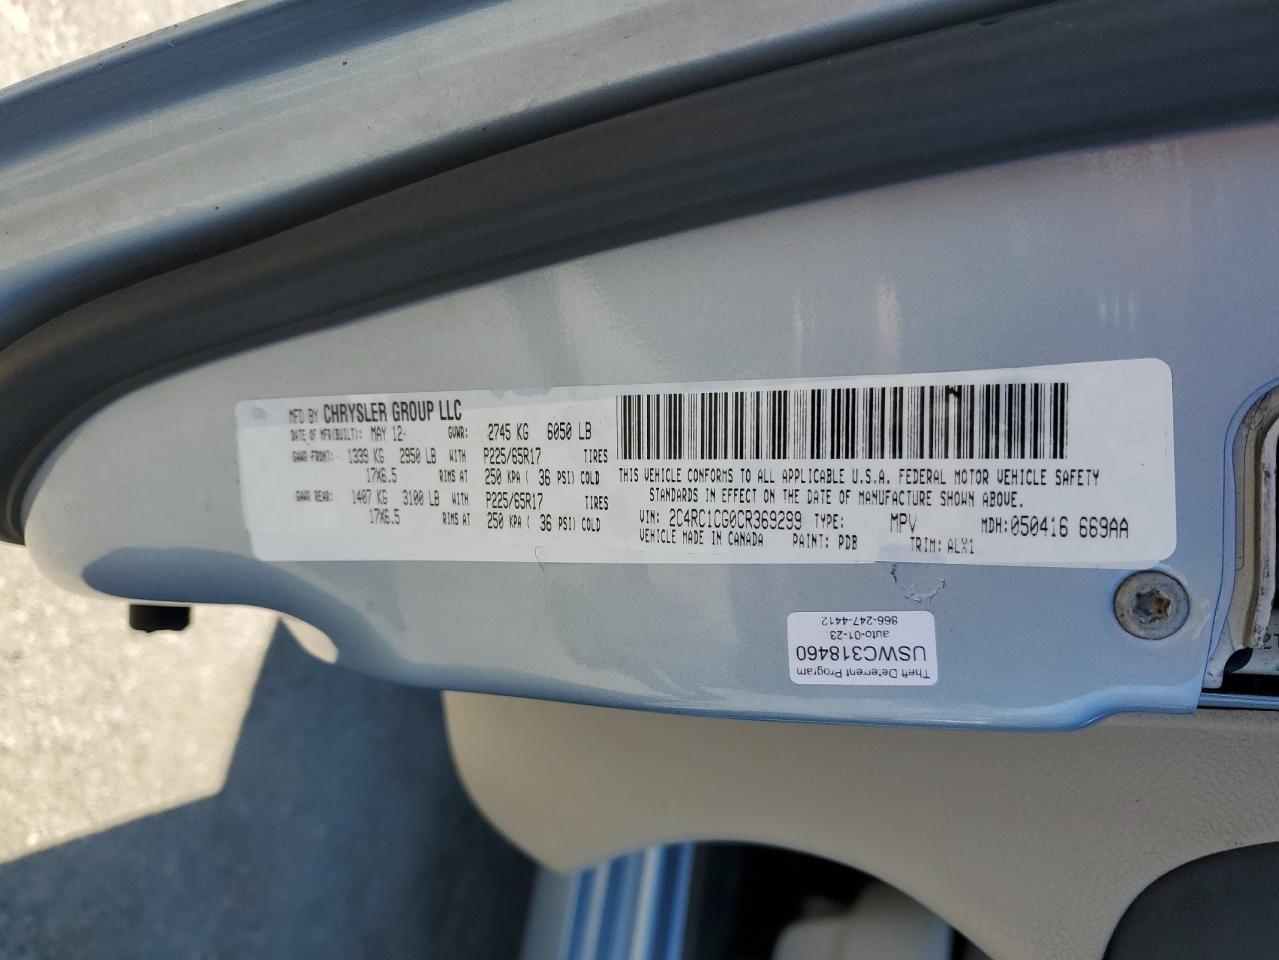 MFD BY CHRYSLER GROUP LLC
DATE OF MFR(BUILT): MAY 12- GVWR: 2745 KG 6050 LB
GAWR-FRONT: 1339 KG 2950 LB WITH P225/65R17 TIRES
17X6.5 RIMS AT 250 KPA ( 36 PSI) COLD
GAWR REAR: 1407 KG 3100 LB WITH P225/65R17 TIRES
17X6.5 RIMS AT 250 KPA ( 36 PSI) COLD
THIS VEHICLE CONFORMS TO ALL APPLICABLE U.S.A. FEDERAL MOTOR VEHICLE SAFETY
STANDARDS IN EFFECT ON THE DATE OF MANUFACTURE SHOWN ABOVE.
VIN: 2C4RC1CG0CR369299 TYPE: MPV MDH:050416 669AA
VEHICLE MADE IN CANADA PAINT: PDB TRIM: ALX1
Theft Deterrent Program
USWC318460
auto-01-23
966-247-4412